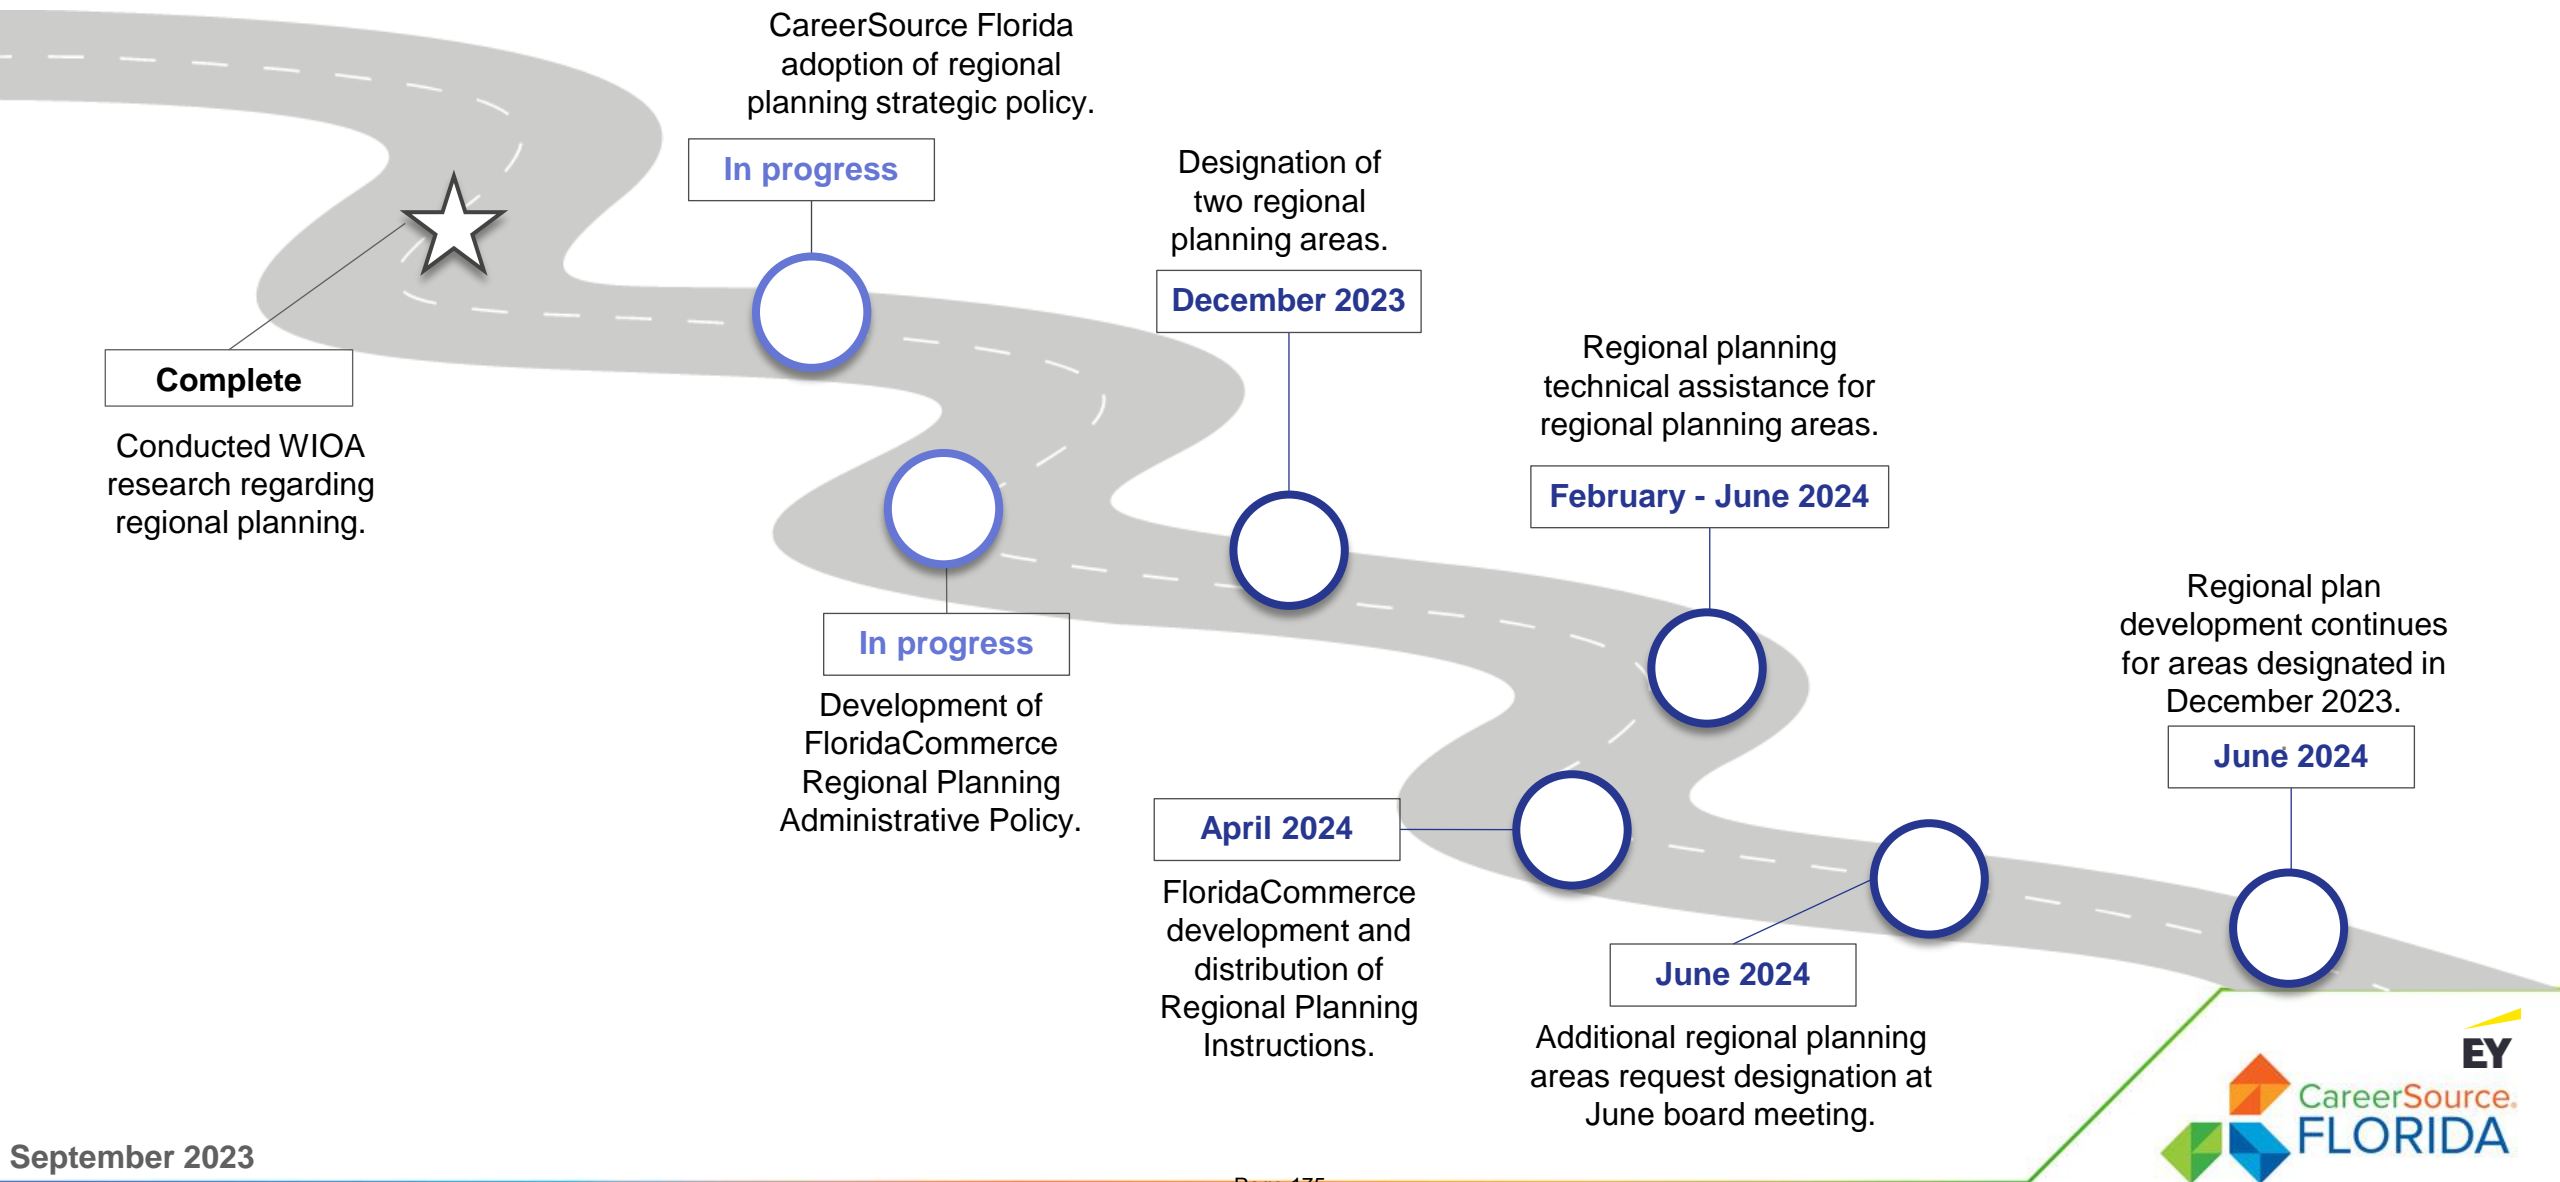 CareerSource Florida
adoption of regional
planning strategic policy.
In progress
Designation of
two regional
planning areas.
December 2023
Regional planning
technical assistance for
regional planning areas.
February - June 2024
Complete
Conducted WIOA
research regarding
regional planning.
In progress
Development of
FloridaCommerce
Regional Planning
Administrative Policy.
Regional plan
development continues
for areas designated in
December 2023.
June 2024
April 2024
FloridaCommerce
development and
distribution of
Regional Planning
Instructions.
June 2024
Additional regional planning
areas request designation at
June board meeting.
EY
CareerSource
FLORIDA
September 2023
Page 175